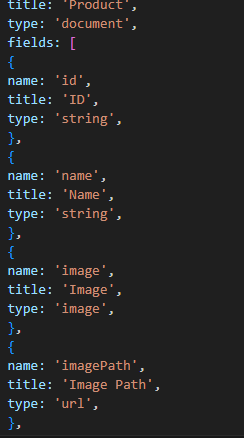 title: 'Product',
type: 'document',
fields: [
{
name: 'id',
title: 'ID',
type: 'string',
},
{
name: 'name',
title: 'Name',
type: 'string',
},
{
name: 'image',
title: 'Image',
type: 'image',
},
{
name: 'imagePath',
title: 'Image Path',
type: 'url',
},